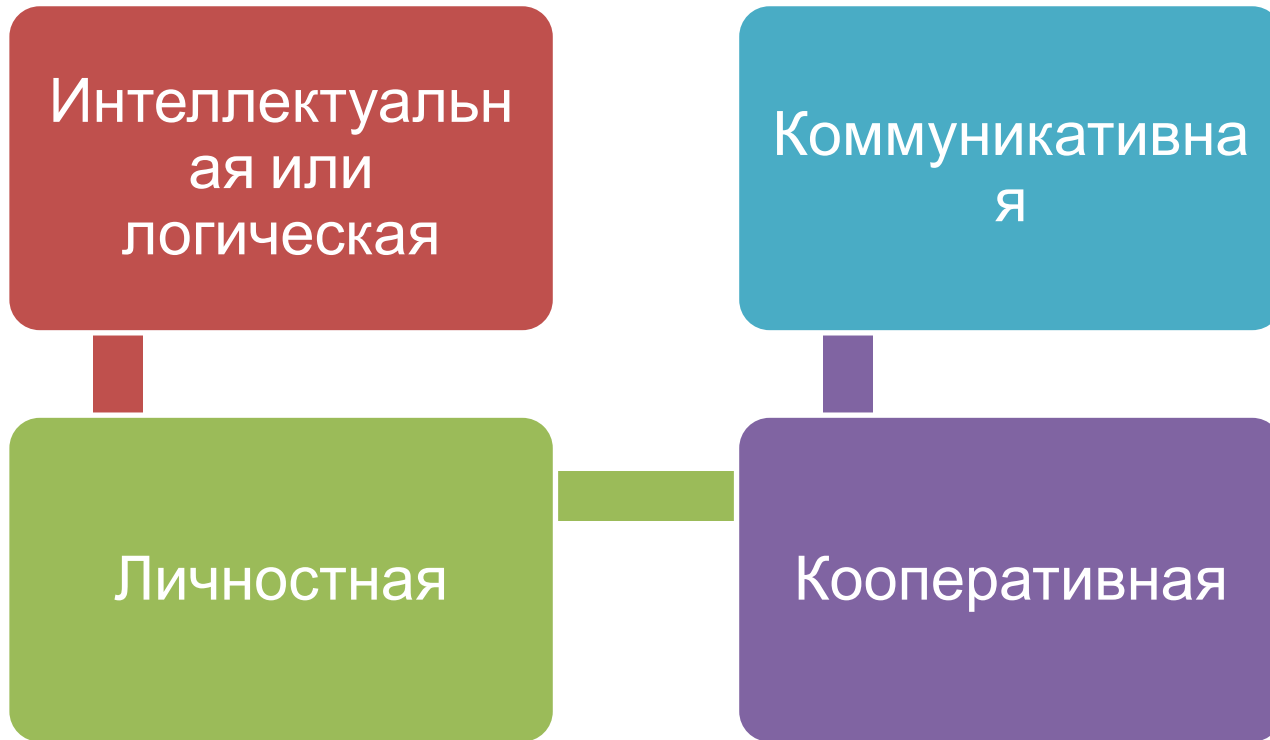 Интеллектуальн
ая или
логическая
Коммуникативна
я
Личностная
Кооперативная